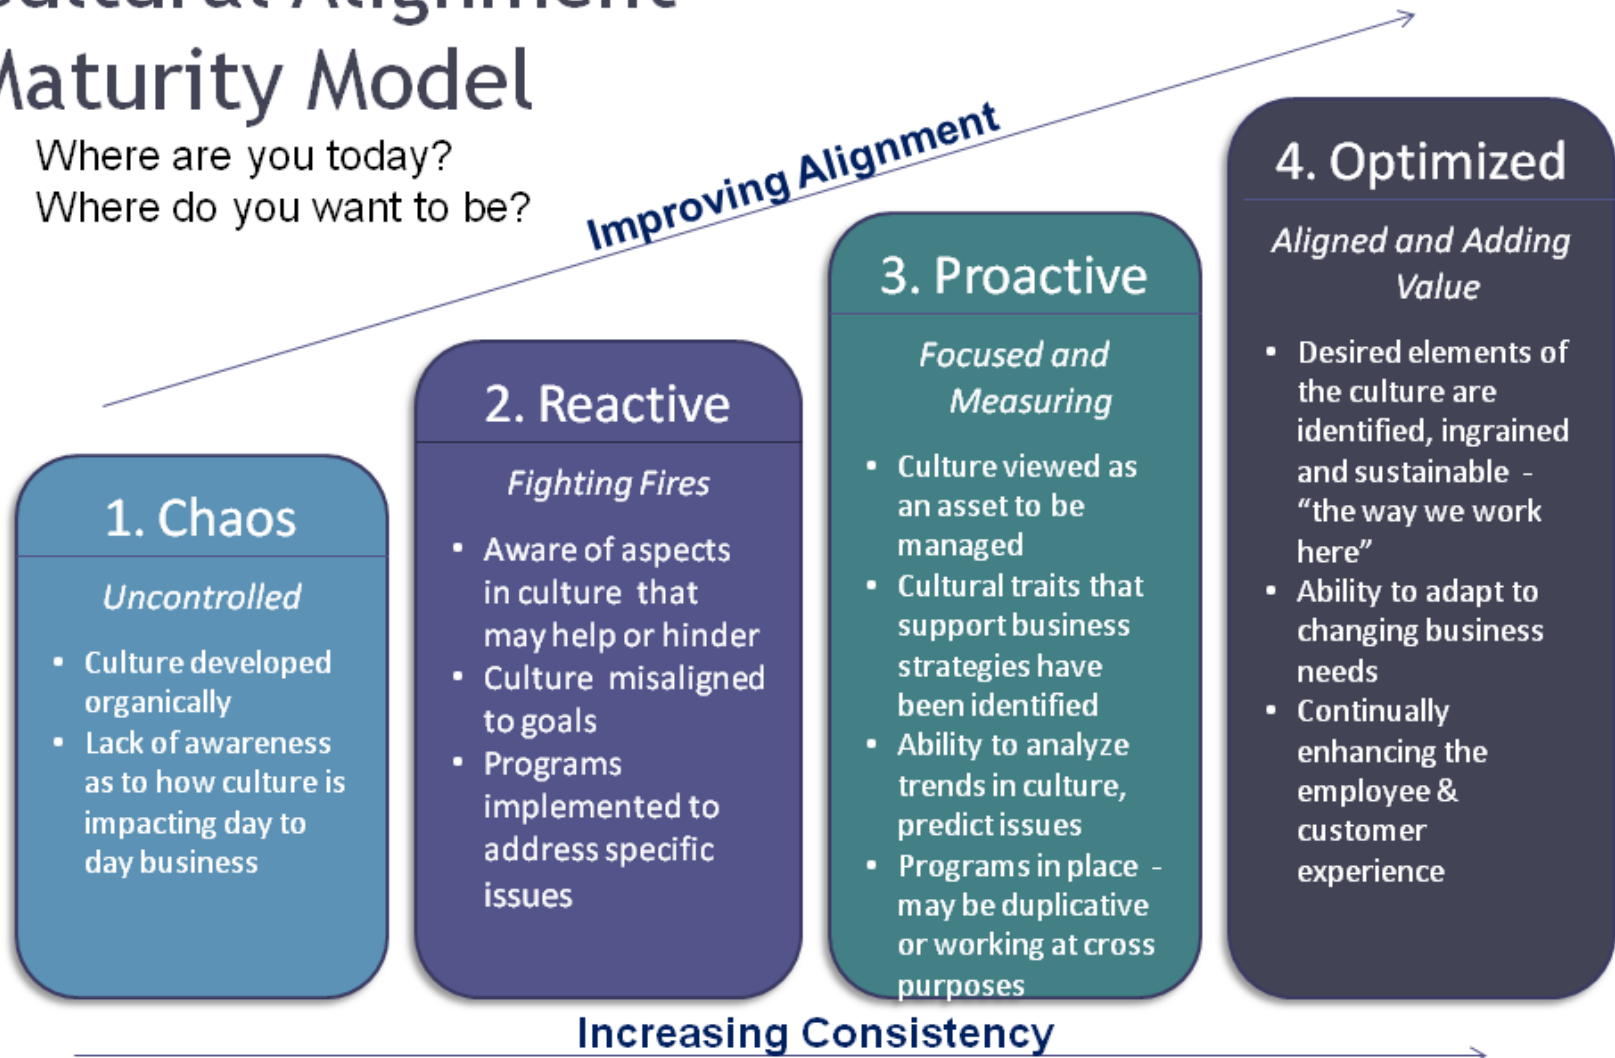 Cultural Alignment
Maturity Model
Where are you today?
Where do you want to be?
Improving Alignment
1. Chaos
Uncontrolled
• Culture developed
organically
• Lack of awareness
as to how culture is
impacting day to
day business
2. Reactive
Fighting Fires
• Aware of aspects
in culture that
may help or hinder
• Culture misaligned
to goals
• Programs
implemented to
address specific
issues
3. Proactive
Focused and
Measuring
• Culture viewed as
an asset to be
managed
• Cultural traits that
support business
strategies have
been identified
• Ability to analyze
trends in culture,
predict issues
• Programs in place -
may be duplicative
or working at cross
purposes
4. Optimized
Aligned and Adding
Value
• Desired elements of
the culture are
identified, ingrained
and sustainable -
“the way we work
here”
• Ability to adapt to
changing business
needs
• Continually
enhancing the
employee &
customer
experience
Increasing Consistency